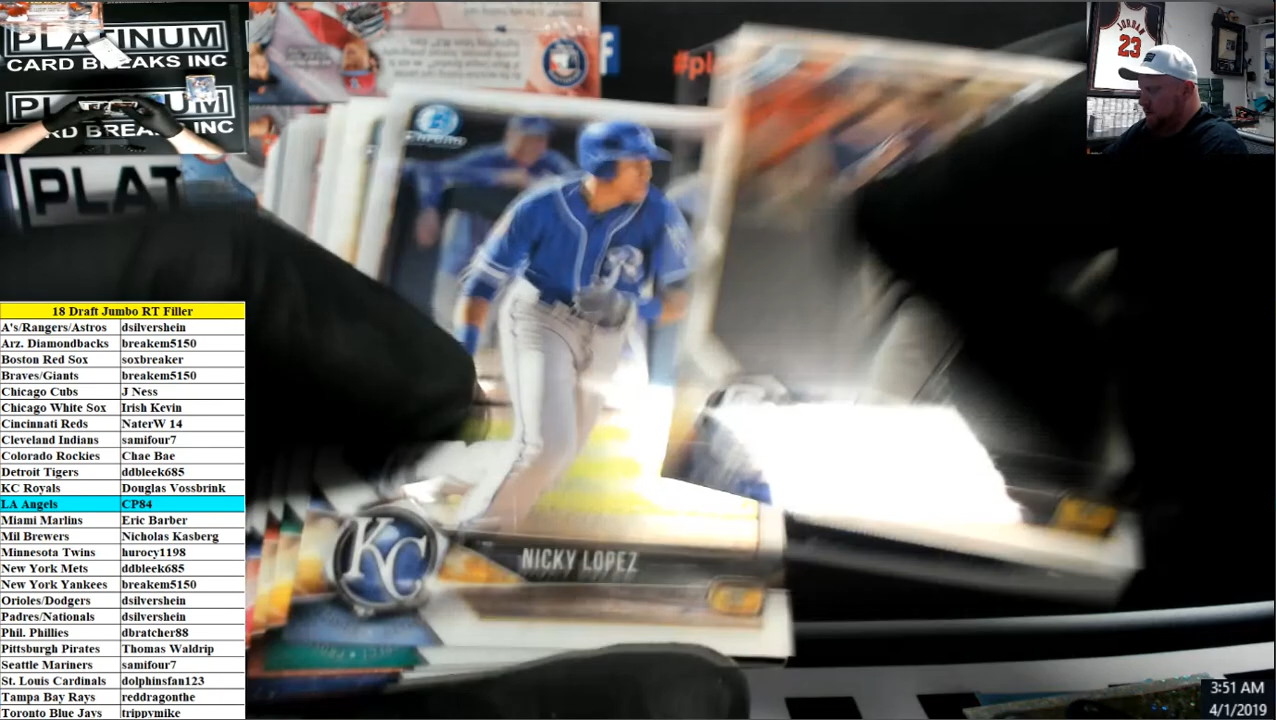 PLATINUM
CARD BREAKS INC
PLATINUM
RD BREA INC
PLAT
#pl
JORDAN
23
Chrome
KC
NICKY LOPEZ
18 Draft Jumbo RT Filler
A's/Rangers/Astros dsilvershein
Arz. Diamondbacks breakem5150
Boston Red Sox soxbreaker
Braves/Giants breakem5150
Chicago Cubs J Ness
Chicago White Sox Irish Kevin
Cincinnati Reds NaterW 14
Cleveland Indians samifour7
Colorado Rockies Chae Bae
Detroit Tigers ddbleek685
KC Royals Douglas Vossbrink
LA Angels CP84
Miami Marlins Eric Barber
Mil Brewers Nicholas Kasberg
Minnesota Twins hurocy1198
New York Mets ddbleek685
New York Yankees breakem5150
Orioles/Dodgers dsilvershein
Padres/Nationals dsilvershein
Phil. Phillies dbratcher88
Pittsburgh Pirates Thomas Waldrip
Seattle Mariners samifour7
St. Louis Cardinals dolphinsfan123
Tampa Bay Rays reddragonthe
Toronto Blue Jays trippymike
3:51 AM
4/1/2019